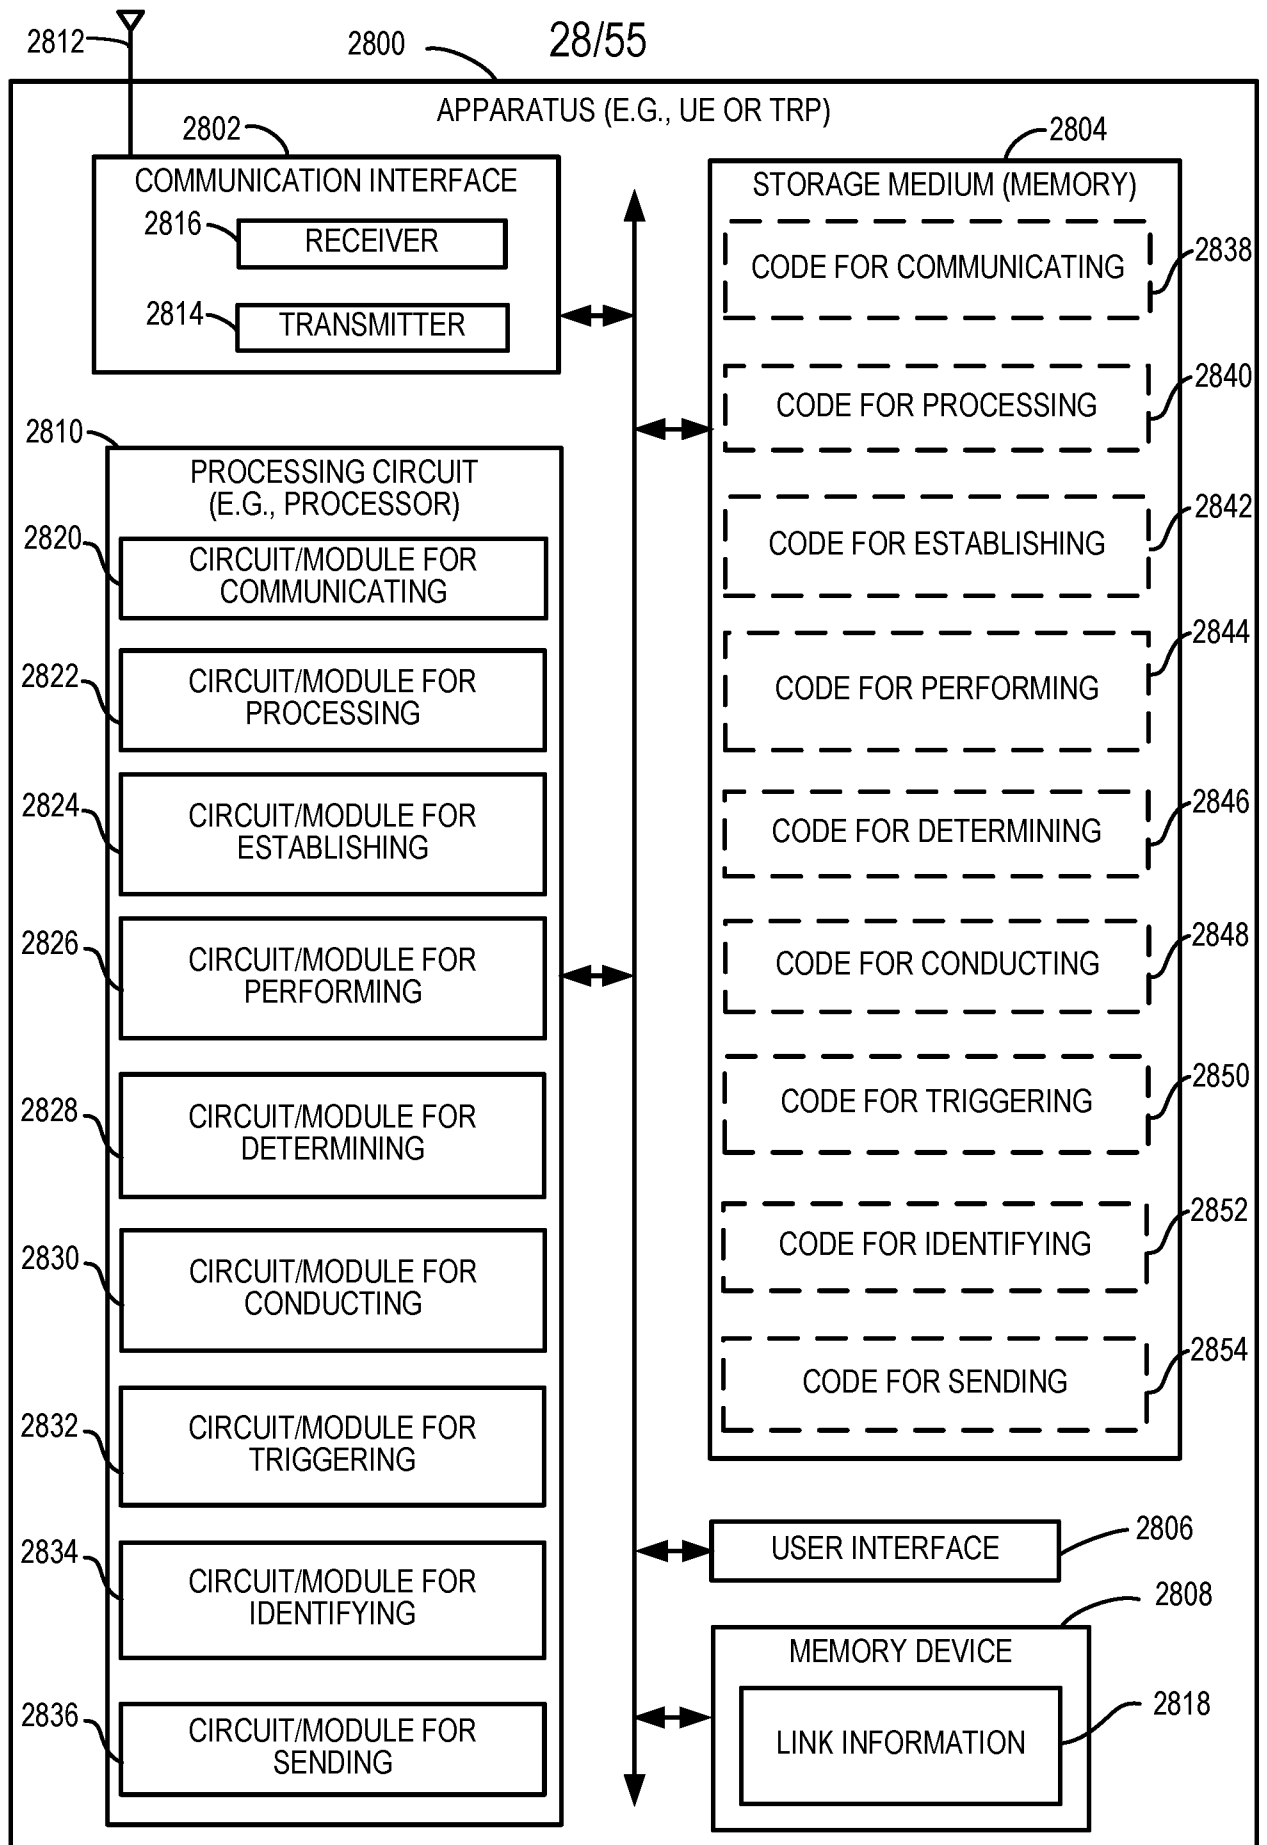 28/55
2812
2800
APPARATUS (E.G., UE OR TRP)
2802
COMMUNICATION INTERFACE
2816
RECEIVER
2814
TRANSMITTER
2810
PROCESSING CIRCUIT
(E.G., PROCESSOR)
2820
CIRCUIT/MODULE FOR
COMMUNICATING
2822
CIRCUIT/MODULE FOR
PROCESSING
2824
CIRCUIT/MODULE FOR
ESTABLISHING
2826
CIRCUIT/MODULE FOR
PERFORMING
2828
CIRCUIT/MODULE FOR
DETERMINING
2830
CIRCUIT/MODULE FOR
CONDUCTING
2832
CIRCUIT/MODULE FOR
TRIGGERING
2834
CIRCUIT/MODULE FOR
IDENTIFYING
2836
CIRCUIT/MODULE FOR
SENDING
2804
STORAGE MEDIUM (MEMORY)
CODE FOR COMMUNICATING
2838
CODE FOR PROCESSING
2840
CODE FOR ESTABLISHING
2842
CODE FOR PERFORMING
2844
CODE FOR DETERMINING
2846
CODE FOR CONDUCTING
2848
CODE FOR TRIGGERING
2850
CODE FOR IDENTIFYING
2852
CODE FOR SENDING
2854
USER INTERFACE
2806
2808
MEMORY DEVICE
LINK INFORMATION
2818